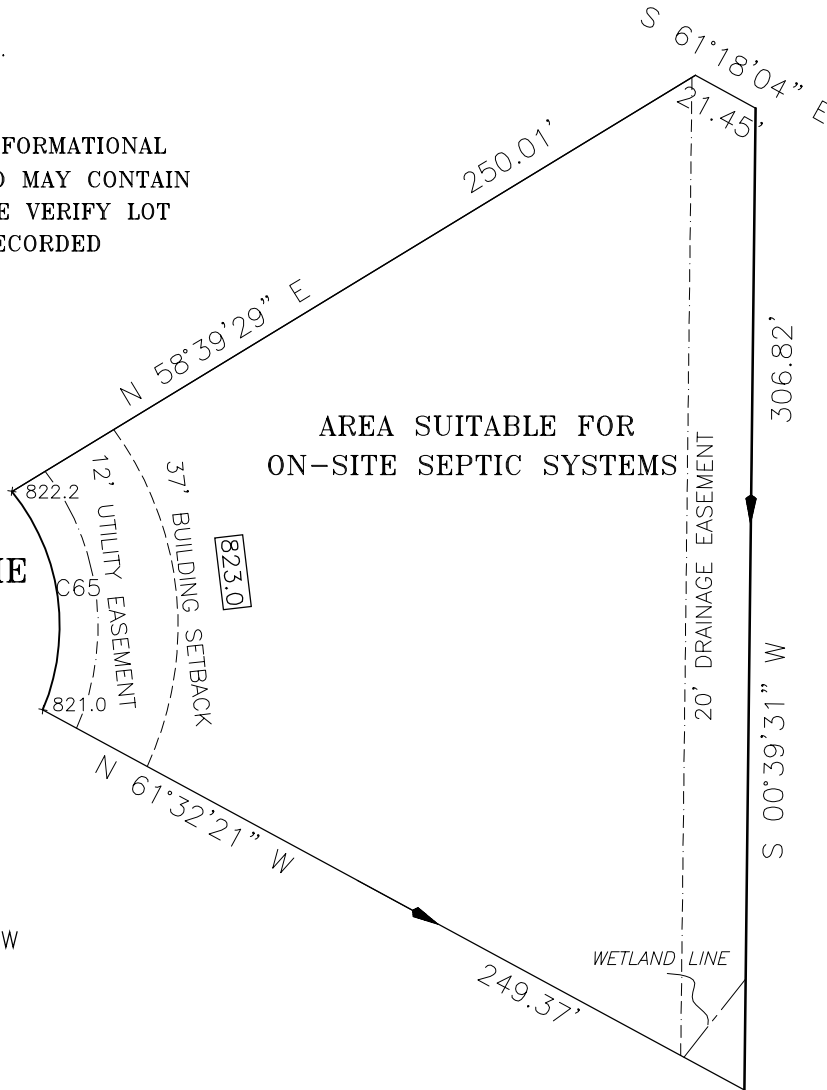 S 61°18'04" E
21.45'
.
FORMATIONAL
MAY CONTAIN
VERIFY LOT
ECORDED
250.01'
N 58°39'29" E
306.82'
AREA SUITABLE FOR
ON-SITE SEPTIC SYSTEMS
20' DRAINAGE EASEMENT
822.2
12' UTILITY EASEMENT
37' BUILDING SETBACK
823.0
C65
821.0
S 00°39'31" W
N 61°32'21" W
W
WETLAND LINE
249.37'